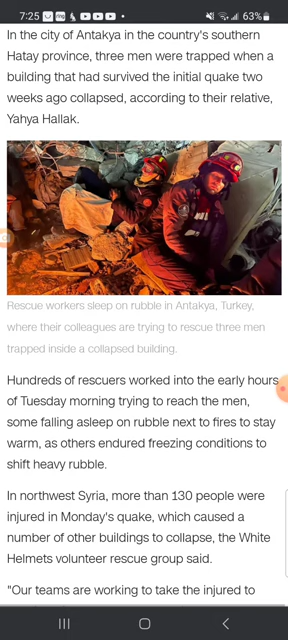 7:25
63%
In the city of Antakya in the country's southern
Hatay province, three men were trapped when a
building that had survived the initial quake two
weeks ago collapsed, according to their relative,
Yahya Hallak.
Rescue workers sleep on rubble in Antakya, Turkey,
where their colleagues are trying to rescue three men
trapped inside a collapsed building.
Hundreds of rescuers worked into the early hours
of Tuesday morning trying to reach the men,
some falling asleep on rubble next to fires to stay
warm, as others endured freezing conditions to
shift heavy rubble.
In northwest Syria, more than 130 people were
injured in Monday's quake, which caused a
number of other buildings to collapse, the White
Helmets volunteer rescue group said.
"Our teams are working to take the injured to